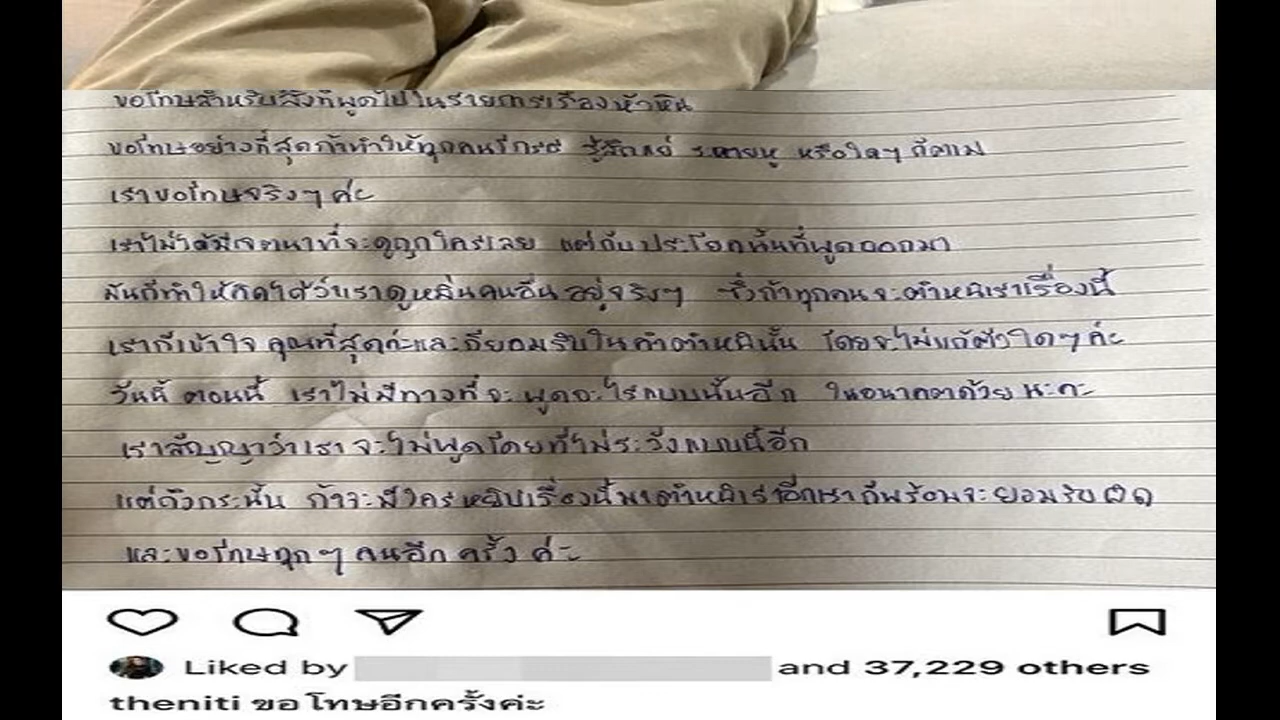 ขอโทษสำหรับสิ่งที่พูดไปในรายการเรื่องหัวหิน
ขอโทษอย่างที่สุดถ้าทำให้ทุกคนรู้สึก รู้สึกแย่ ระคายหู หรือใดๆ ก็ตาม
เราขอโทษจริงๆ ค่ะ
เราไม่ได้มีเจตนาที่จะดูถูกใครเลย แต่กับประโยคนั้นที่พูดออกมา
มันก็ทำให้คิดได้ว่าเราดูหมิ่นคนอื่นอยู่จริงๆ ซึ่งถ้าทุกคนจะตำหนิเราเรื่องนี้
เราก็เข้าใจ คุณที่สุดค่ะและก็ยอมรับในคำตำหนินั้น โดยจะไม่แก้ตัวใดๆ ค่ะ
วันนี้ ตอนนี้ เราไม่มีทางที่จะพูดอะไรแบบนั้นอีก ในอนาคตด้วย นะคะ
เราสัญญาว่าเราจะไม่พูดโดยที่ไม่ระวังแบบนี้อีก
แต่ถึงกระนั้น ถ้าจะมีใครหยิบเรื่องนี้มาตำหนิเราอีกเราก็พร้อมจะยอมรับผิด
และขอโทษทุกๆ คนอีกครั้ง ค่ะ
Liked by and 37,229 others
theniti ขอโทษอีกครั้งค่ะ